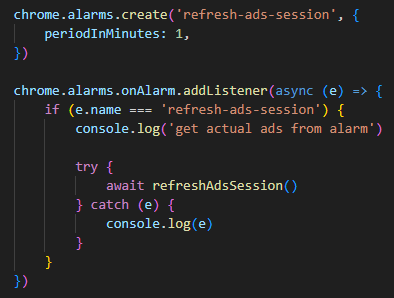 chrome.alarms.create('refresh-ads-session', {
    periodInMinutes: 1,
})

chrome.alarms.onAlarm.addListener(async (e) => {
    if (e.name === 'refresh-ads-session') {
        console.log('get actual ads from alarm')

        try {
            await refreshAdsSession()
        } catch (e) {
            console.log(e)
        }
    }
})